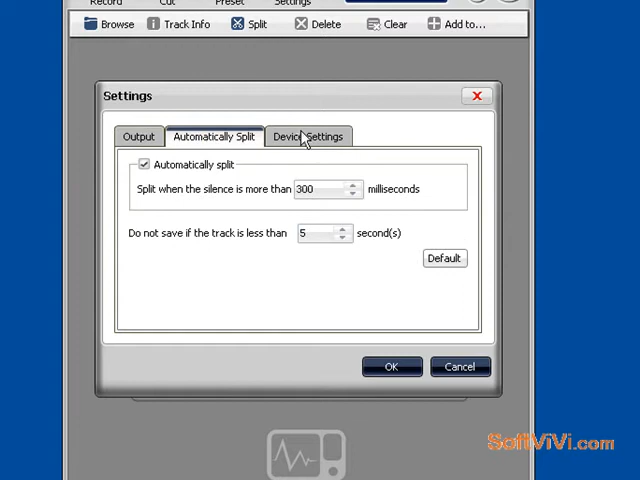 Record Cut Preset Settings
Browse Track Info Split Delete Clear Add to...
Settings
Output Automatically Split Device Settings
Automatically split
Split when the silence is more than 300 milliseconds
Do not save if the track is less than 5 second(s)
Default
OK Cancel
SoftViVi.com